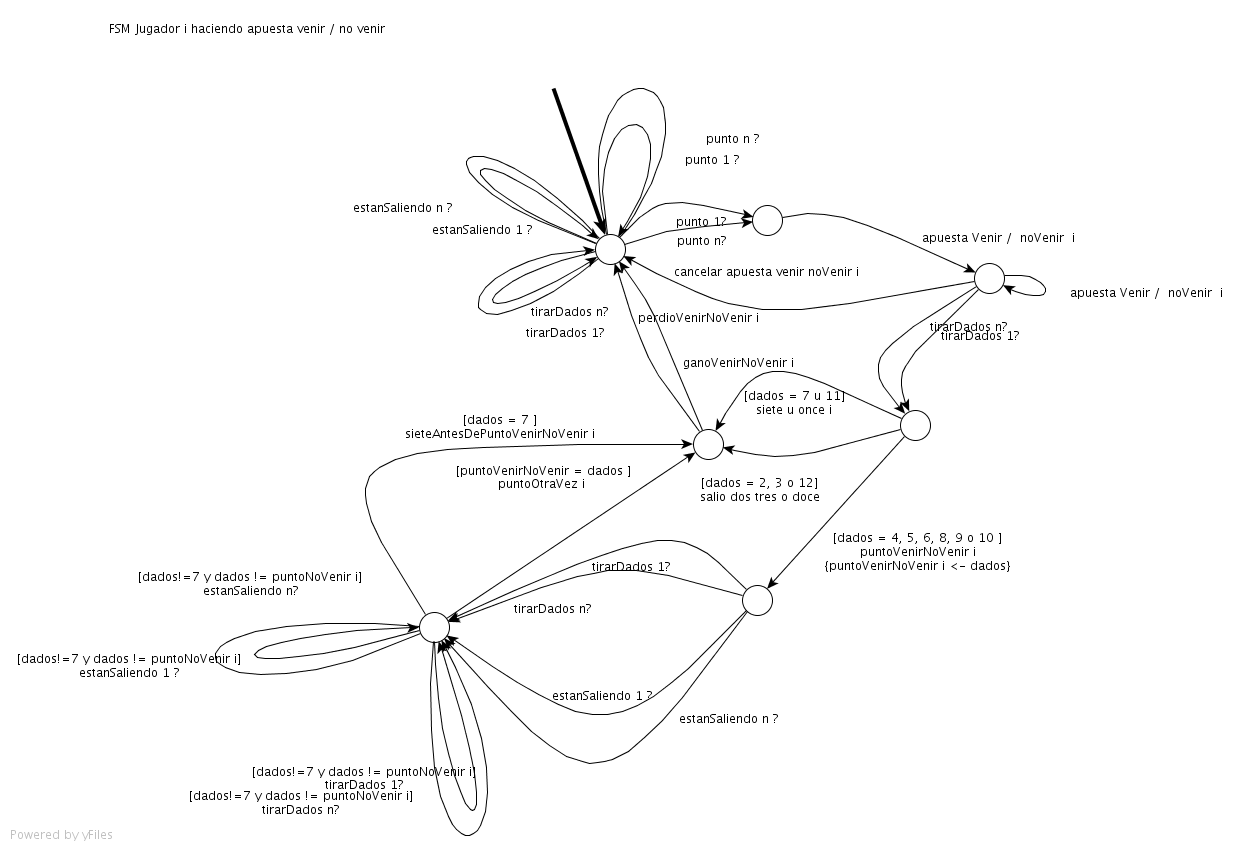 FSM Jugador i haciendo apuesta venir / no venir
punto n ?
punto 1 ?
estanSaliendo n ?
estanSaliendo 1 ?
punto 1?
punto n?
apuesta Venir / noVenir i
cancelar apuesta venir noVenir i
apuesta Venir / noVenir i
tirarDados n?
tirarDados 1?
perdioVenirNoVenir i
tirarDados n?
tirarDados 1?
ganoVenirNoVenir i
[dados = 7 u 11]
siete u once i
[dados = 7 ]
sieteAntesDePuntoVenirNoVenir i
[puntoVenirNoVenir = dados ]
puntoOtraVez i
[dados = 2, 3 o 12]
salio dos tres o doce
[dados = 4, 5, 6, 8, 9 o 10 ]
puntoVenirNoVenir i
{puntoVenirNoVenir i <- dados}
tirarDados 1?
[dados!=7 y dados != puntoNoVenir i]
estanSaliendo n?
tirarDados n?
[dados!=7 y dados != puntoNoVenir i]
estanSaliendo 1 ?
estanSaliendo 1 ?
estanSaliendo n ?
[dados!=7 y dados != puntoNoVenir i]
tirarDados 1?
[dados!=7 y dados != puntoNoVenir i]
tirarDados n?
Powered by yFiles